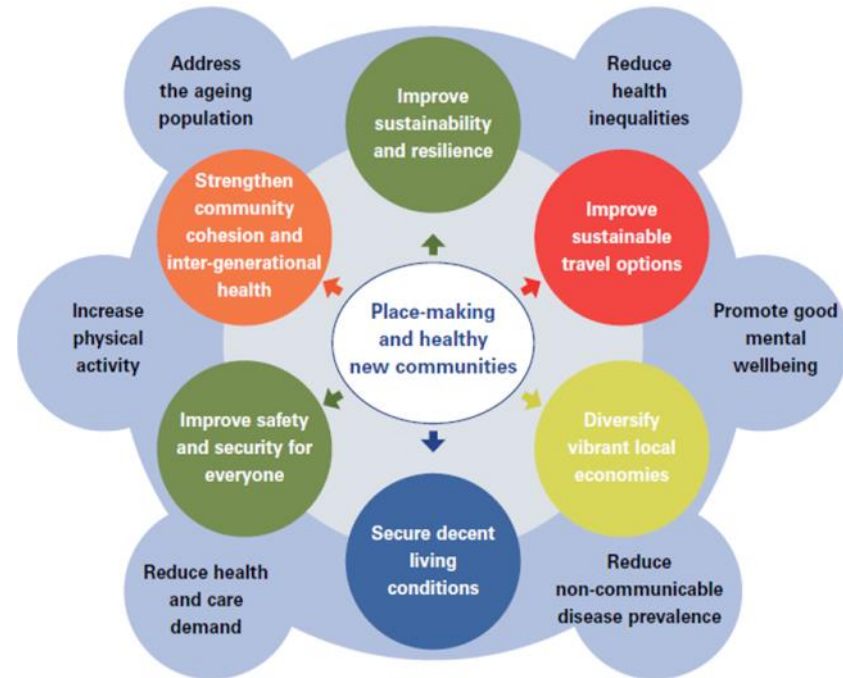 Address
the ageing
population
Reduce
health
inequalities
Improve
sustainability
and resilience
Strengthen
community
cohesion and
inter-generational
health
Improve
sustainable
travel options
Increase
physical
activity
Place-making
and healthy
new communities
Promote good
mental
wellbeing
Improve safety
and security for
everyone
Diversify
vibrant local
economies
Secure decent
living
conditions
Reduce health
and care
demand
Reduce
non-communicable
disease prevalence